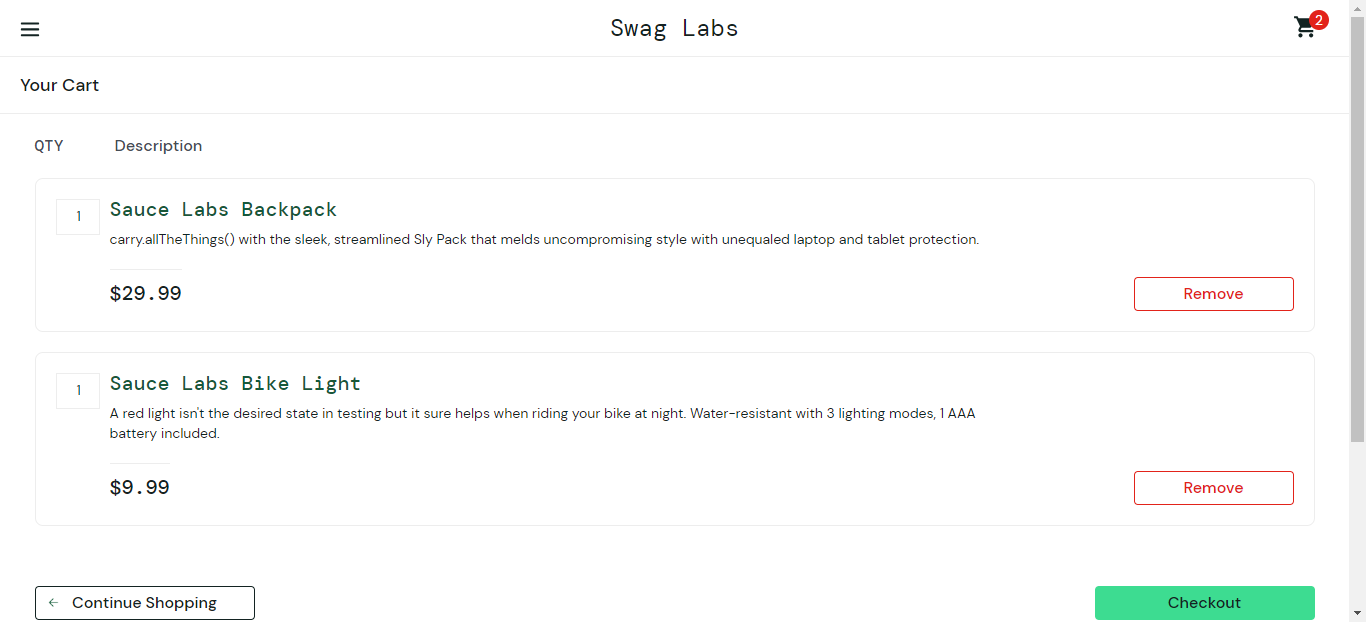 Swag Labs
2
Your Cart
QTY Description
1
Sauce Labs Backpack
carry.allTheThings() with the sleek, streamlined Sly Pack that melds uncompromising style with unequaled laptop and tablet protection.
$29.99
Remove
1
Sauce Labs Bike Light
A red light isn't the desired state in testing but it sure helps when riding your bike at night. Water-resistant with 3 lighting modes, 1 AAA
battery included.
$9.99
Remove
Continue Shopping
Checkout